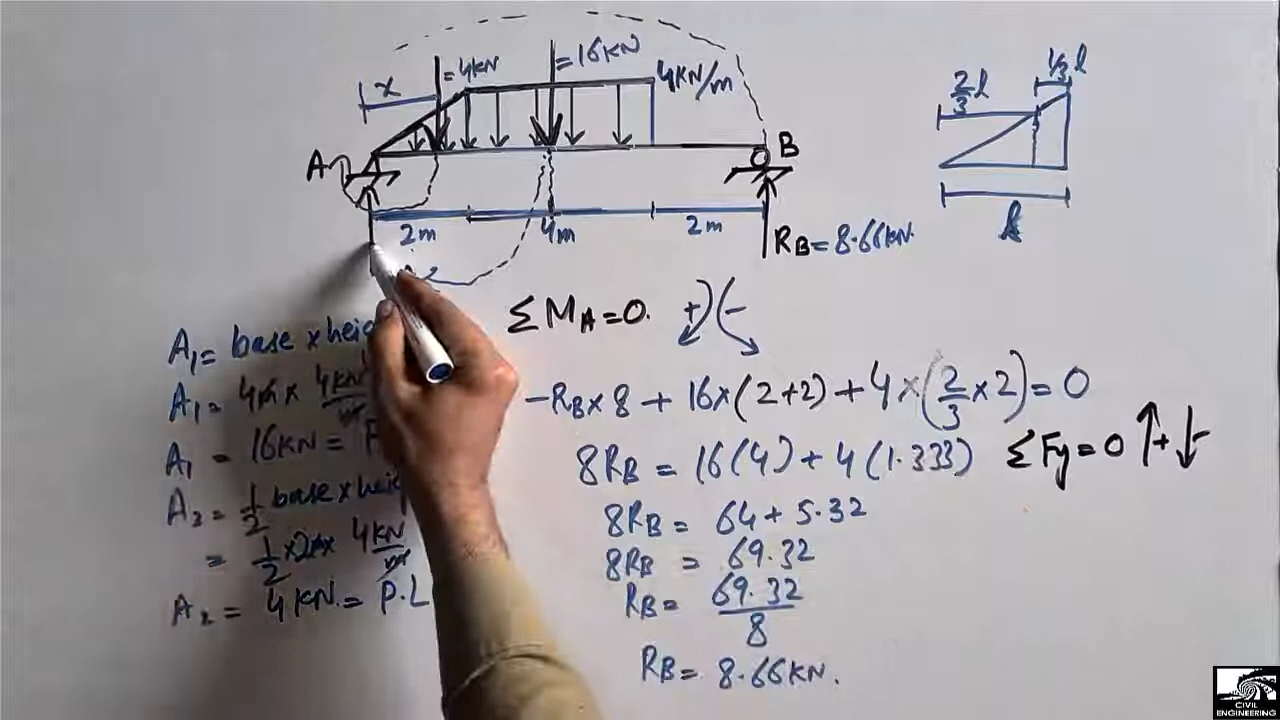 x
=4KN
=16KN
4KN/m
A
B
2m
4m
2m
RB=8.66KN.
2/3 l
1/3 l
l
A1= base x heig
A1= 4m x 4KN/m
A1 = 16KN =
A2 = 1/2 base x heig
= 1/2 x 2m x 4KN/m
A2 = 4KN.= P.L
ΣMA=0. +) (-
-RB x 8 + 16x(2+2) + 4 x (2/3 x 2) = 0
8RB = 16(4) + 4(1.333)
ΣFy=0 ↑+ ↓-
8RB = 64 + 5.32
8RB = 69.32
RB = 69.32/8
RB = 8.66KN.
CIVIL
ENGINEERING